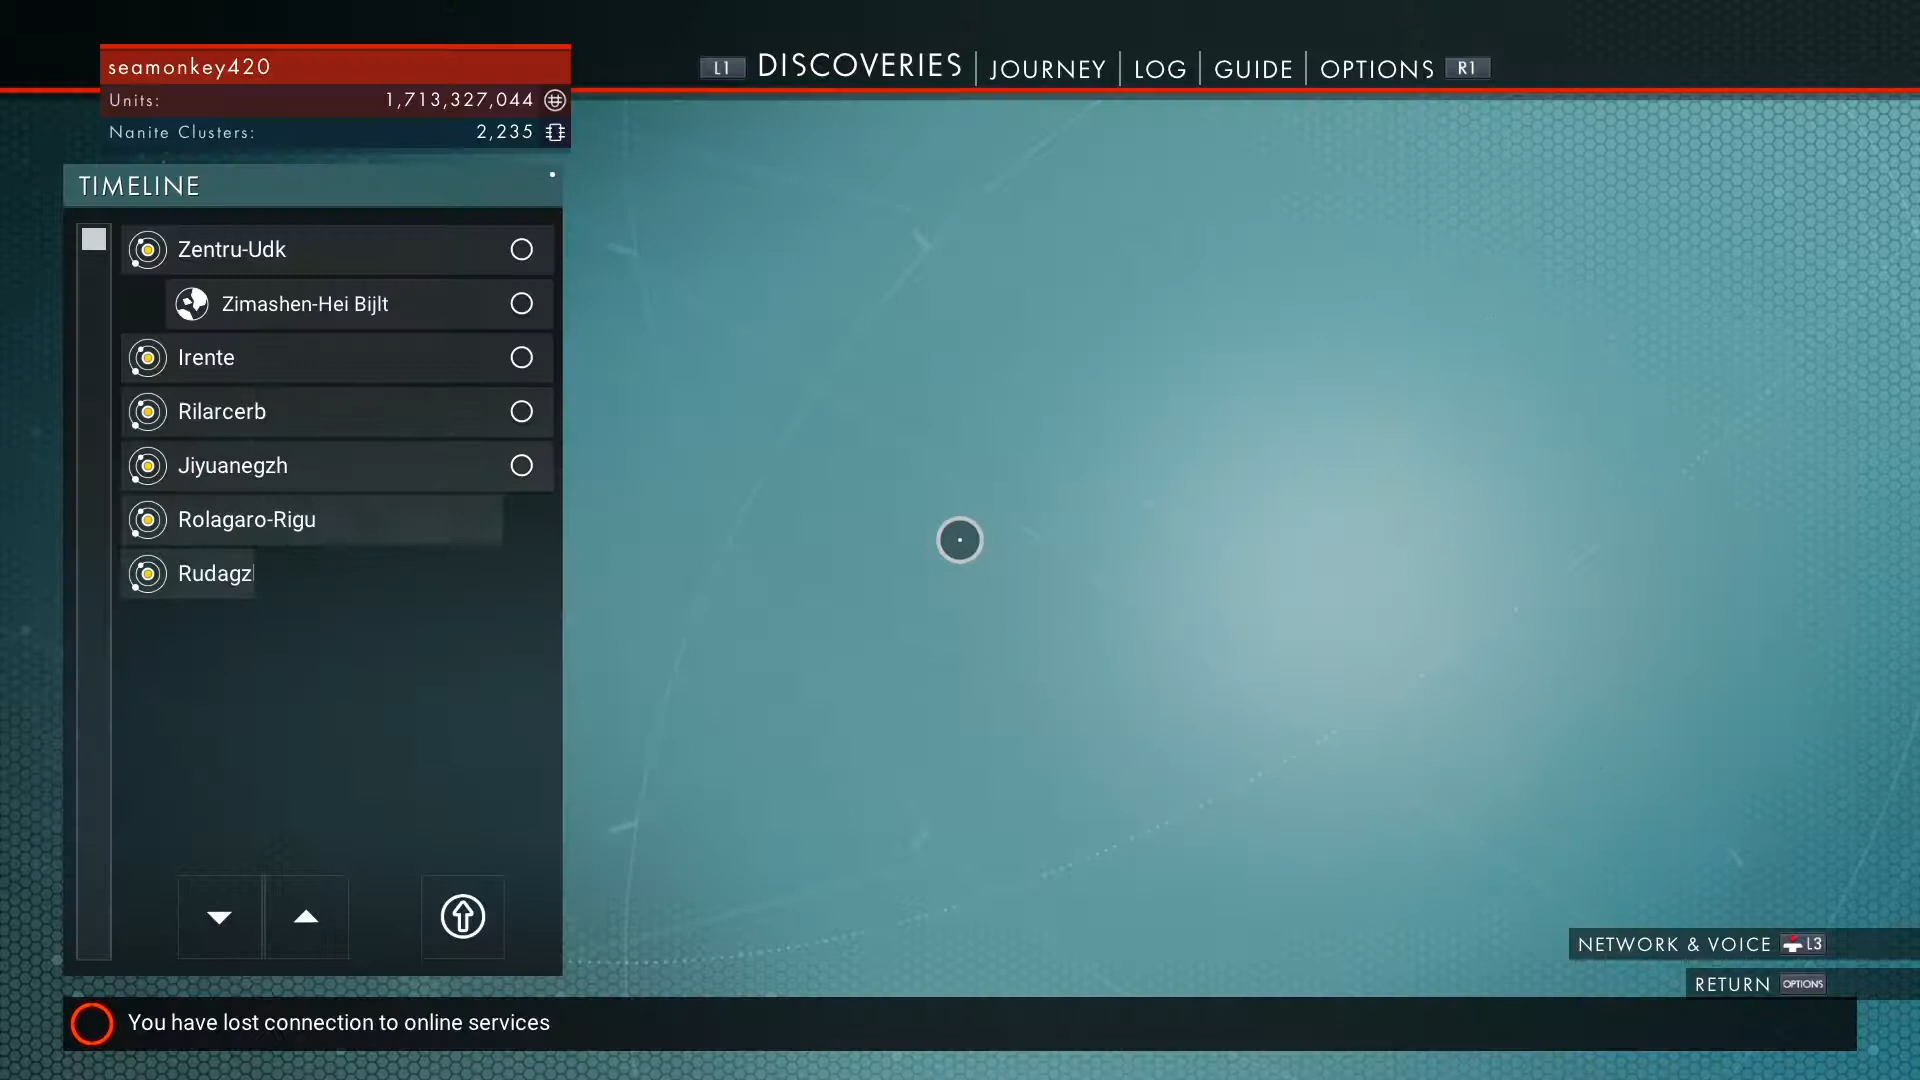 seamonkey420
Units: 1,713,327,044
Nanite Clusters: 2,235
L1 DISCOVERIES JOURNEY LOG GUIDE OPTIONS R1
TIMELINE
Zentru-Udk
Zimashen-Hei Bijlt
Irente
Rilarcerb
Jiyuanegzh
Rolagaro-Rigu
Rudagz
NETWORK & VOICE L3
RETURN OPTIONS
You have lost connection to online services